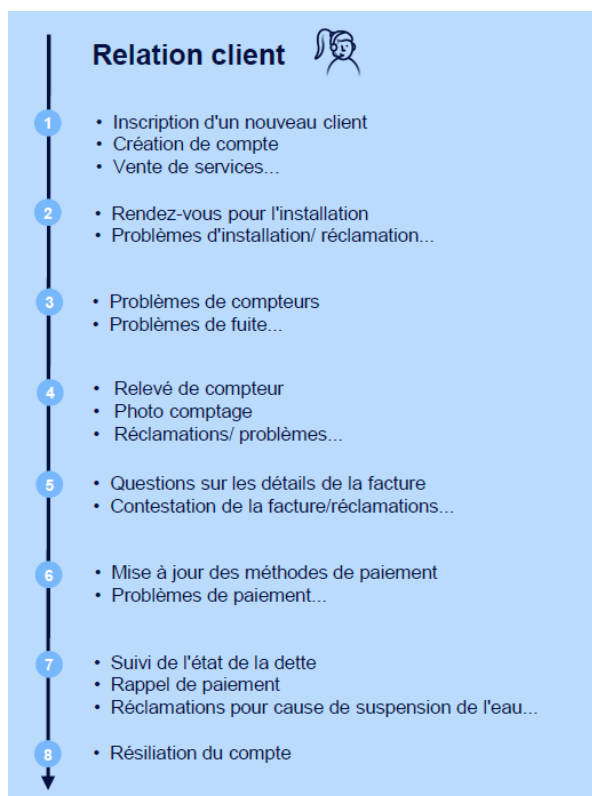 Relation client
1
• Inscription d'un nouveau client
• Création de compte
• Vente de services...
2
• Rendez-vous pour l'installation
• Problèmes d'installation/ réclamation...
3
• Problèmes de compteurs
• Problèmes de fuite...
4
• Relevé de compteur
• Photo comptage
• Réclamations/ problèmes...
5
• Questions sur les détails de la facture
• Contestation de la facture/réclamations...
6
• Mise à jour des méthodes de paiement
• Problèmes de paiement...
7
• Suivi de l'état de la dette
• Rappel de paiement
• Réclamations pour cause de suspension de l'eau...
8
• Résiliation du compte